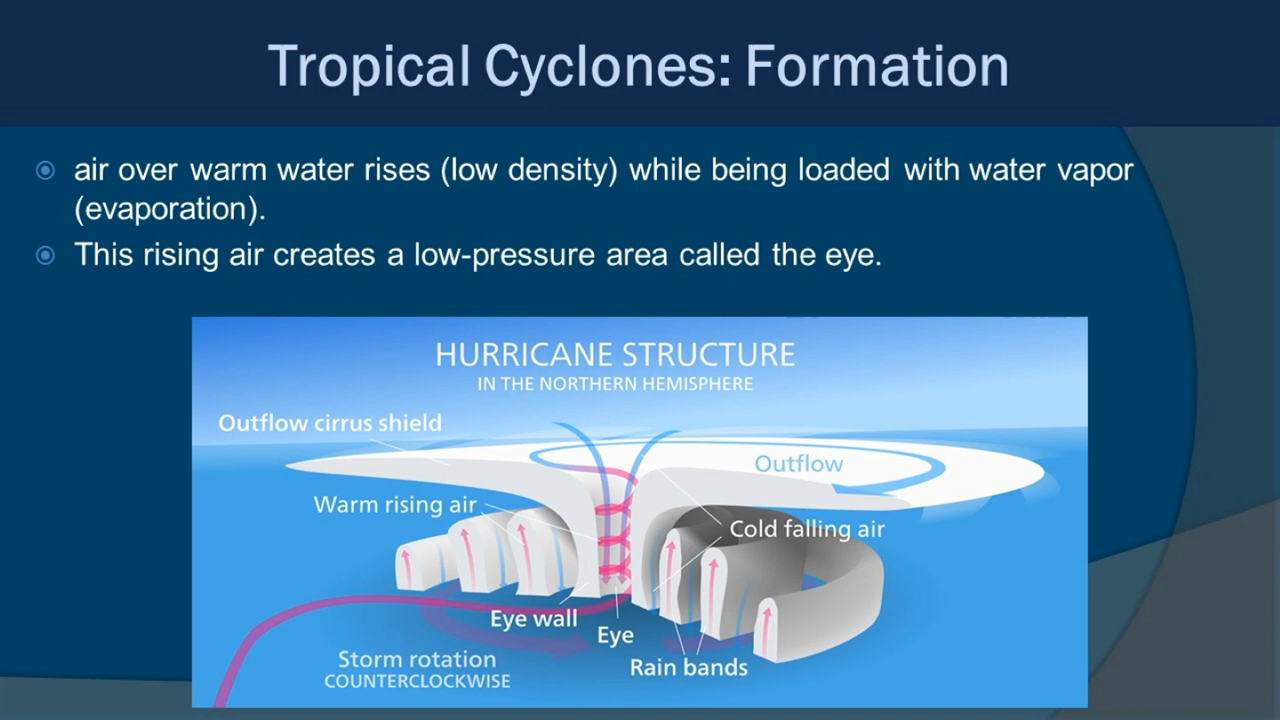 Tropical Cyclones: Formation
air over warm water rises (low density) while being loaded with water vapor
(evaporation).
This rising air creates a low-pressure area called the eye.
HURRICANE STRUCTURE
IN THE NORTHERN HEMISPHERE
Outflow cirrus shield
Outflow
Warm rising air
Cold falling air
Eye wall
Eye
Rain bands
Storm rotation
COUNTERCLOCKWISE